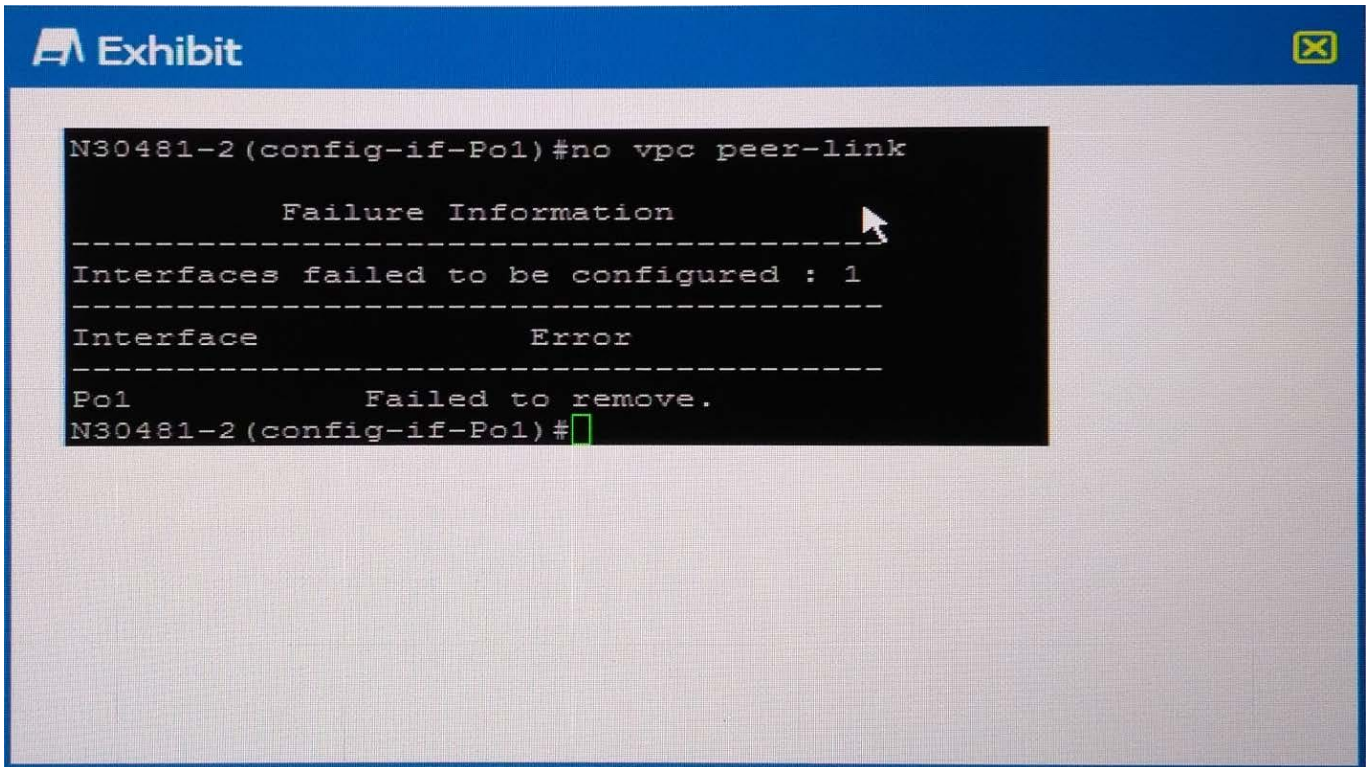 Exhibit
N30481-2(config-if-Po1)#no vpc peer-link
Failure Information
-----------------------------------------
Interfaces failed to be configured : 1
-----------------------------------------
Interface Error
-----------------------------------------
Po1 Failed to remove.
N30481-2(config-if-Po1)#